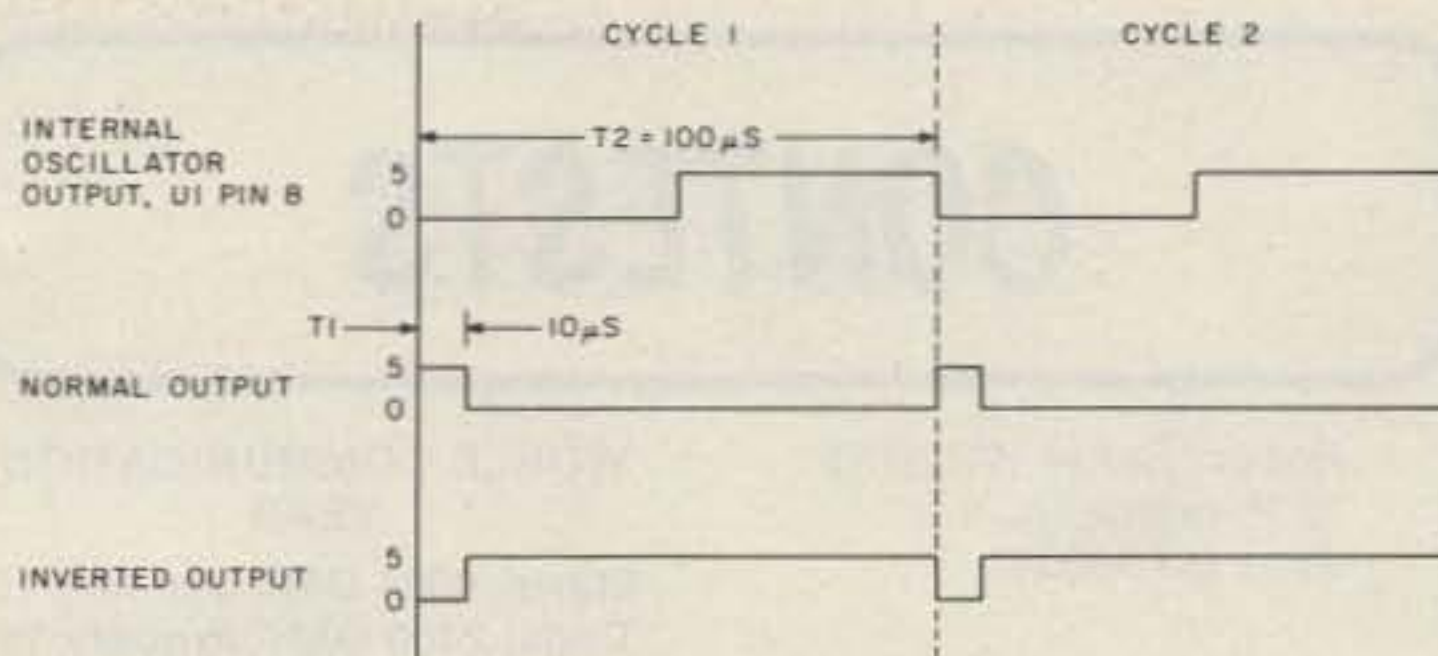 CYCLE 1
CYCLE 2
INTERNAL
OSCILLATOR
OUTPUT, U1 PIN 8
T2 = 100µS
5
0
T1
10µS
NORMAL OUTPUT
5
0
INVERTED OUTPUT
5
0